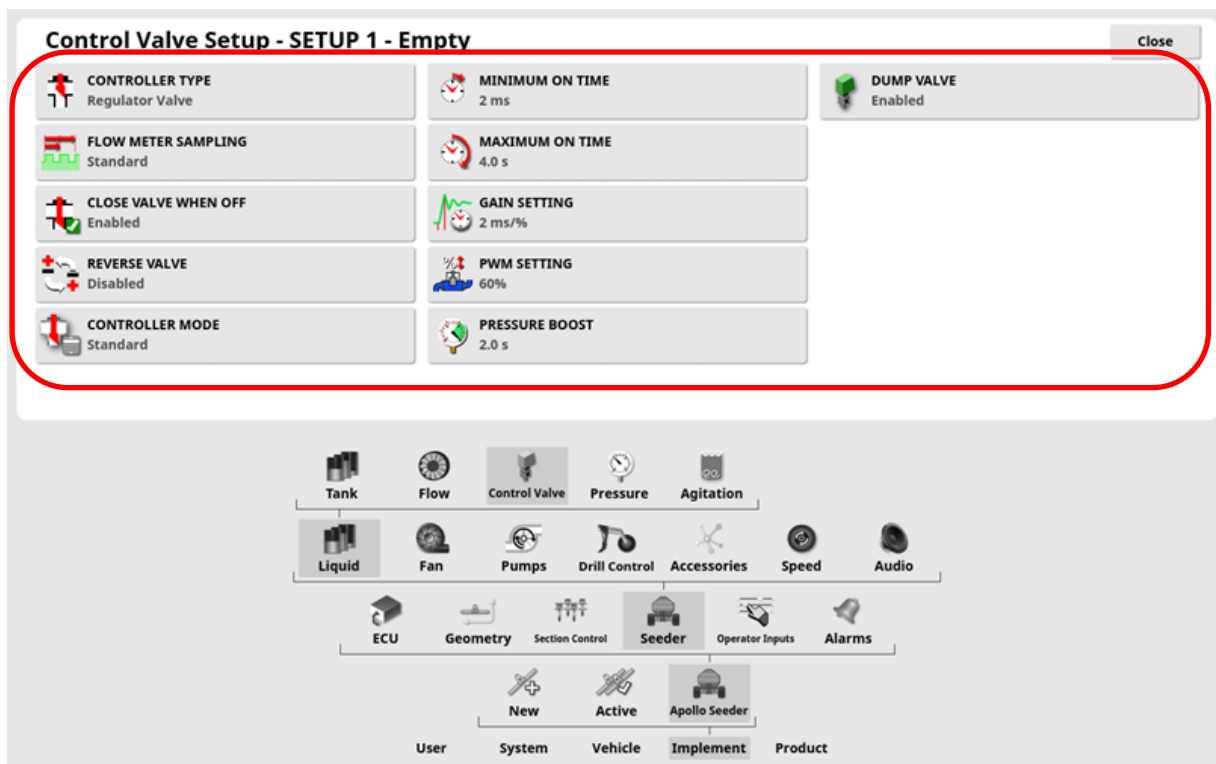 Control Valve Setup - SETUP 1 - Empty
Close
CONTROLLER TYPE
Regulator Valve
FLOW METER SAMPLING
Standard
CLOSE VALVE WHEN OFF
Enabled
REVERSE VALVE
Disabled
CONTROLLER MODE
Standard
MINIMUM ON TIME
2 ms
MAXIMUM ON TIME
4.0 s
GAIN SETTING
2 ms/%
PWM SETTING
60%
PRESSURE BOOST
2.0 s
DUMP VALVE
Enabled
Tank Flow Control Valve Pressure Agitation
Liquid Fan Pumps Drill Control Accessories Speed Audio
ECU Geometry Section Control Seeder Operator Inputs Alarms
New Active Apollo Seeder
User System Vehicle Implement Product